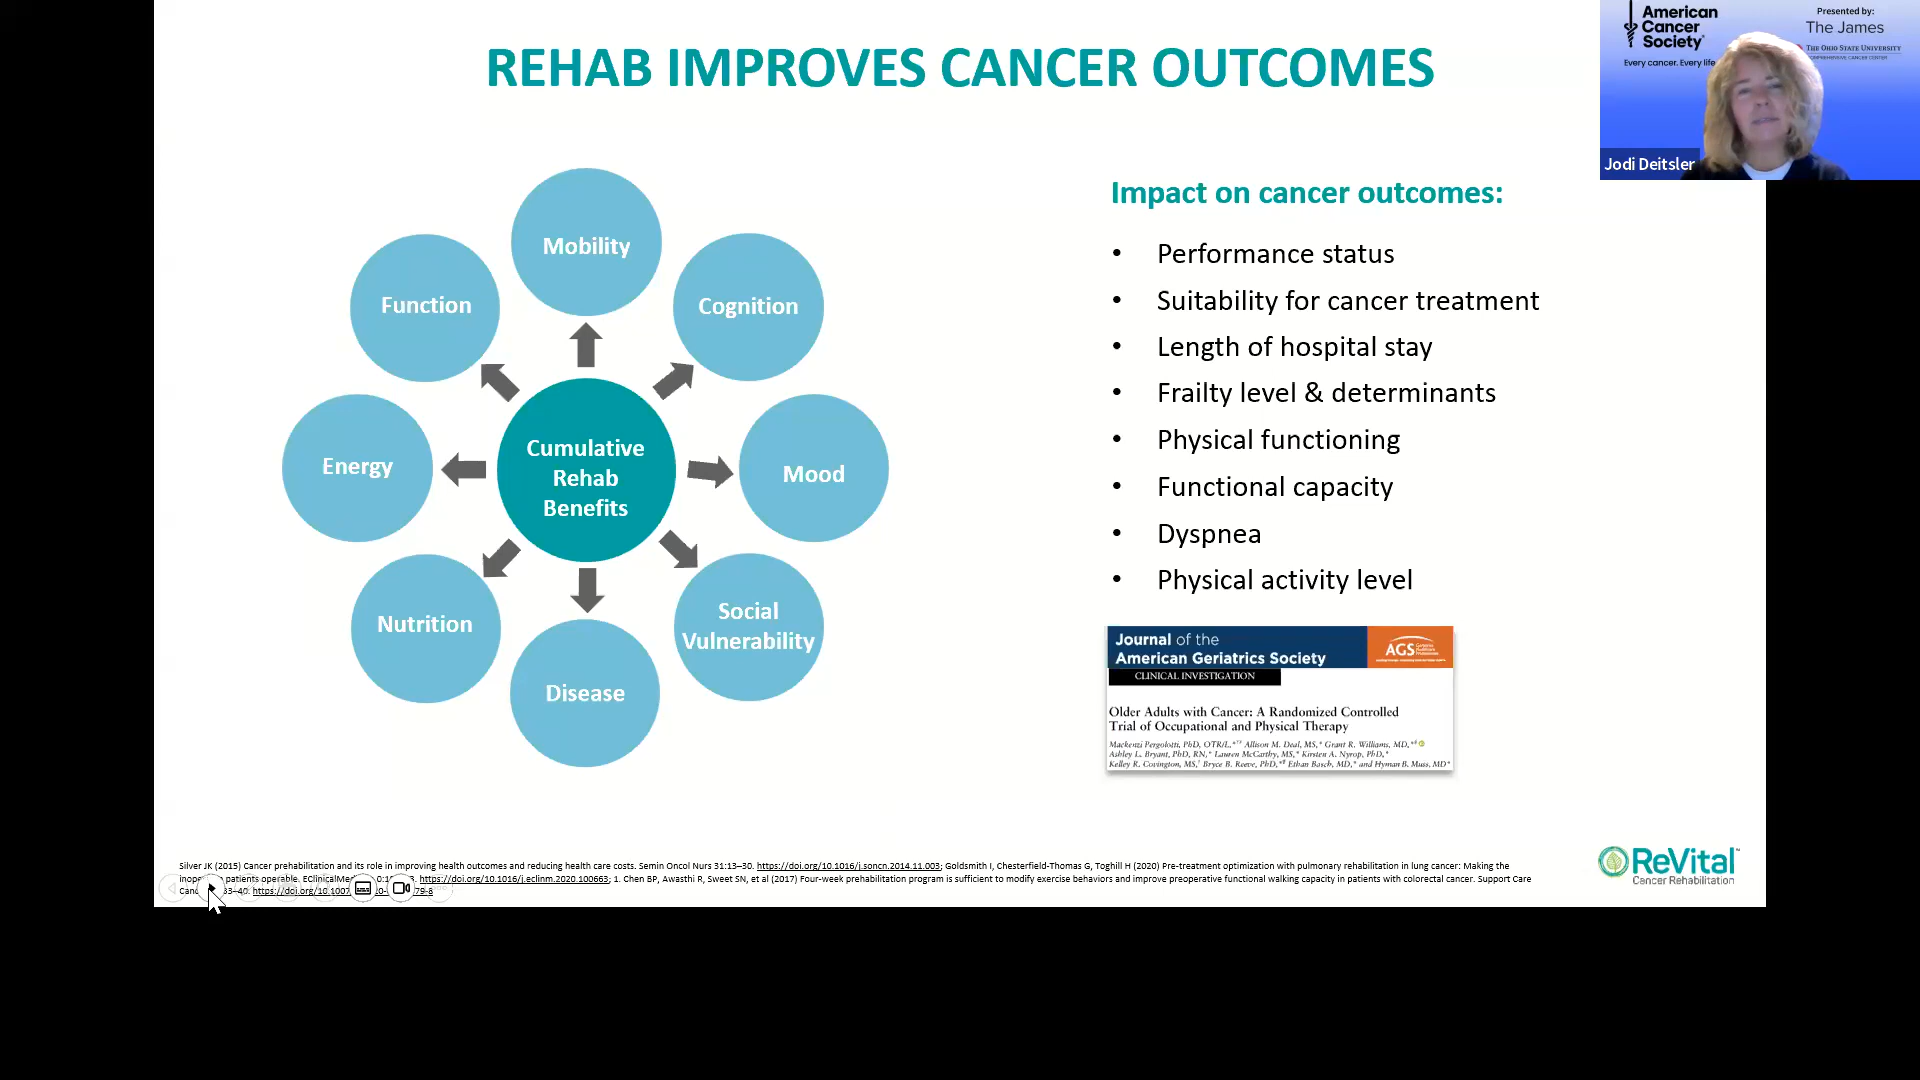 REHAB IMPROVES CANCER OUTCOMES
American
Cancer
Society
Every cancer. Every life
Presented by:
The James
THE OHIO STATE UNIVERSITY
COMPREHENSIVE CANCER CENTER
Jodi Deitsler
Mobility
Function
Cognition
Energy
Cumulative
Rehab
Benefits
Mood
Nutrition
Social
Vulnerability
Disease
Impact on cancer outcomes:
• Performance status
• Suitability for cancer treatment
• Length of hospital stay
• Frailty level & determinants
• Physical functioning
• Functional capacity
• Dyspnea
• Physical activity level
Journal of the
American Geriatrics Society
AGS
CLINICAL INVESTIGATION
Older Adults with Cancer: A Randomized Controlled
Trial of Occupational and Physical Therapy
Mackenzi Pergolotti, PhD, OTR/L, Allison M. Deal, MS,* Grant R. Williams, MD,
Ashley L. Bryant, PhD, RN,* Lauren McCarthy, MS,* Kirsten A. Nyrop, PhD,*
Kelley R. Covington, MS, Bryce B. Reeve, PhD, Ethan Basch, MD,* and Hyman B. Muss, MD*
Silver JK (2015) Cancer prehabilitation and its role in improving health outcomes and reducing health care costs. Semin Oncol Nurs 31:13–30. https://doi.org/10.1016/j.soncn.2014.11.003; Goldsmith I, Chesterfield-Thomas G, Toghill H (2020) Pre-treatment optimization with pulmonary rehabilitation in lung cancer: Making the
patients operable. 0: https://doi.org/10.1016/j.eclinm.2020.100663; 1. Chen BP, Awasthi R, Sweet SN, et al (2017) Four-week prehabilitation program is sufficient to modify exercise behaviors and improve preoperative functional walking capacity in patients with colorectal cancer. Support Care
33–40. https://doi.org/10.1007 79-8
ReVital™
Cancer Rehabilitation